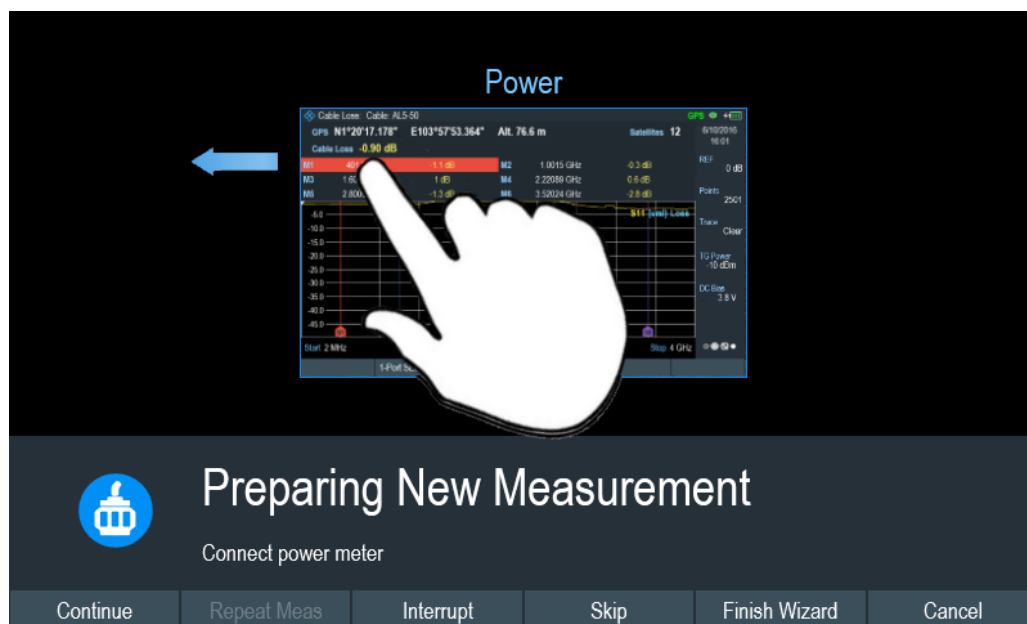 Power
Cable Loss: Cable: AL5-50
GPS
GPS N1°20'17.178" E103°57'53.364" Alt. 76.6 m Satellites 12
6/10/2016
16:01
Cable Loss -0.90 dB
M1 -1.1 dB M2 1.0015 GHz -0.3 dB
M3 1 dB M4 2.22089 GHz 0.6 dB
-1.3 dB 3.52024 GHz -2.8 dB
REF
0 dB
Points
2501
Trace
Clear
TG Power
-10 dBm
DC Bias
S11 Loss
-5.0
-10.0
-15.0
-20.0
-25.0
-30.0
-35.0
-40.0
-45.0
Start 2 MHz Stop 4 GHz
1-Port
Preparing New Measurement
Connect power meter
Continue Repeat Meas Interrupt Skip Finish Wizard Cancel